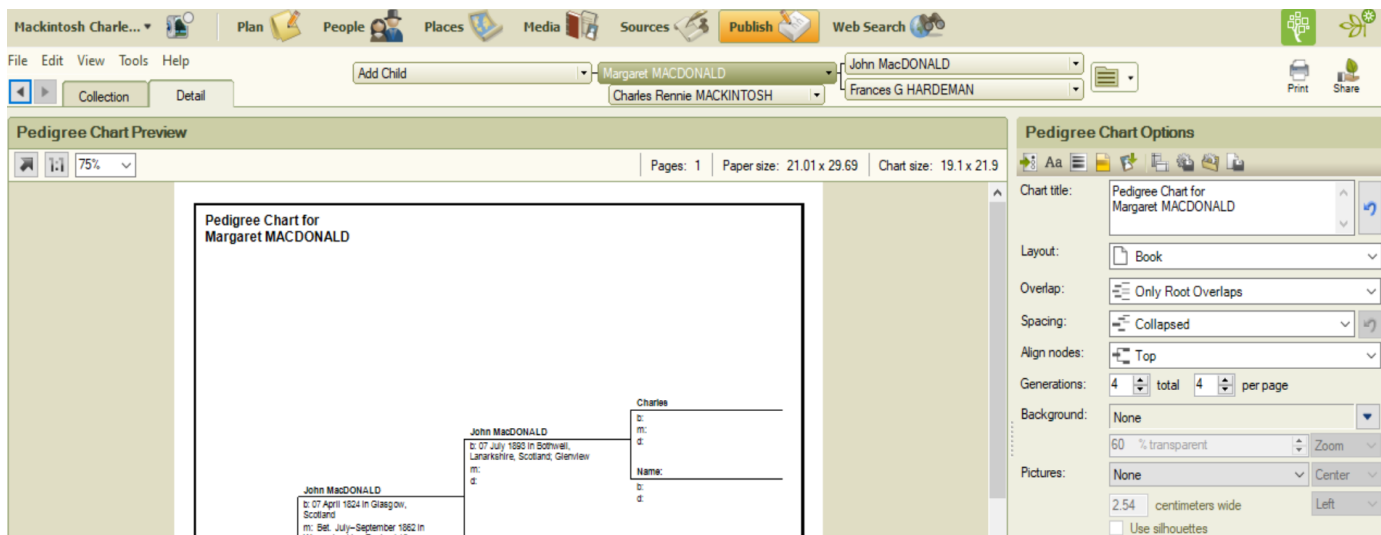 Mackintosh Charle...
Plan
People
Places
Media
Sources
Publish
Web Search
File Edit View Tools Help
Collection
Detail
Add Child
Margaret MACDONALD
Charles Rennie MACKINTOSH
John MacDONALD
Frances G HARDEMAN
Print
Share
Pedigree Chart Preview
1:1
75%
Pages: 1
Paper size: 21.01 x 29.69
Chart size: 19.1 x 21.9
Pedigree Chart for
Margaret MACDONALD
Charles
b:
m:
d:
John MacDONALD
b: 07 July 1893 in Bothwell,
Lanarkshire, Scotland; Glenview
m:
d:
Name:
b:
d:
John MacDONALD
b: 07 April 1824 in Glasgow,
Scotland
m: Bet. July–September 1862 in
Pedigree Chart Options
Aa
Chart title:
Pedigree Chart for
Margaret MACDONALD
Layout:
Book
Overlap:
Only Root Overlaps
Spacing:
Collapsed
Align nodes:
Top
Generations:
4 total 4 per page
Background:
None
60 % transparent
Zoom
Pictures:
None
Center
2.54 centimeters wide
Left
Use silhouettes